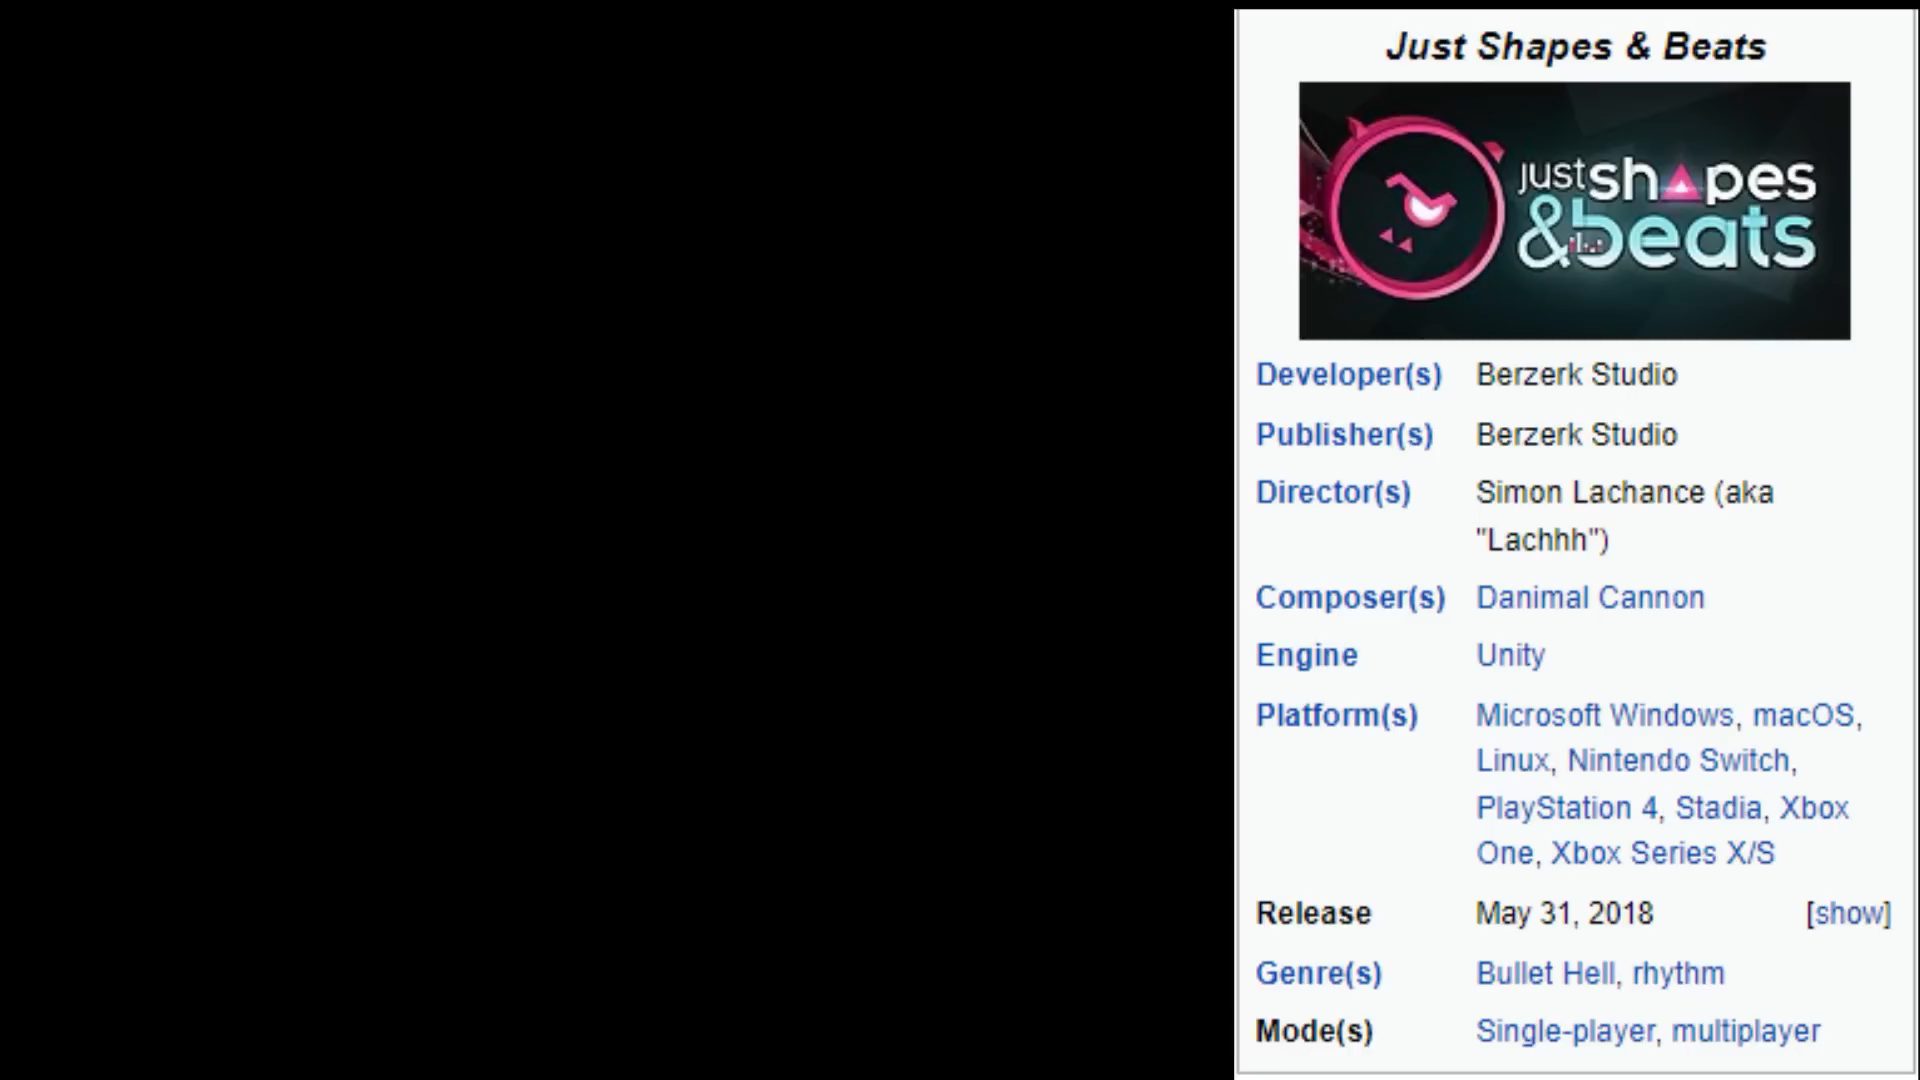 Just Shapes & Beats
just shapes
&beats
Developer(s) Berzerk Studio
Publisher(s) Berzerk Studio
Director(s) Simon Lachance (aka
"Lachhh")
Composer(s) Danimal Cannon
Engine Unity
Platform(s) Microsoft Windows, macOS,
Linux, Nintendo Switch,
PlayStation 4, Stadia, Xbox
One, Xbox Series X/S
Release May 31, 2018 [show]
Genre(s) Bullet Hell, rhythm
Mode(s) Single-player, multiplayer